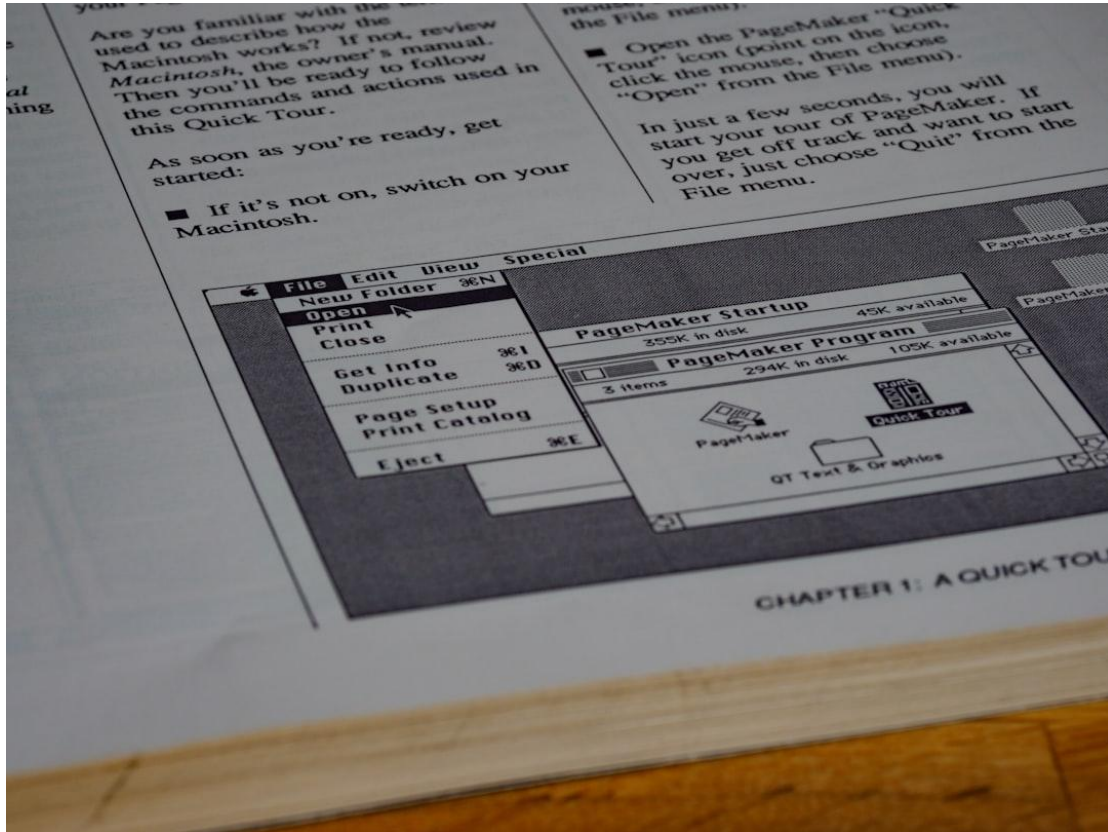 al
ning
your
Are you familiar with the
used to describe how the
Macintosh works? If not, review
Macintosh, the owner's manual.
Then you'll be ready to follow
the commands and actions used in
this Quick Tour.
As soon as you're ready, get
started:
■ If it's not on, switch on your
Macintosh.
the File menu).
■ Open the PageMaker “Quick
Tour” icon (point on the icon,
click the mouse, then choose
“Open” from the File menu).
In just a few seconds, you will
start your tour of PageMaker. If
you get off track and want to start
over, just choose “Quit” from the
File menu.
File Edit View Special
New Folder ⌘N
Open
Print
Close
Get Info ⌘I
Duplicate ⌘D
Page Setup
Print Catalog
Eject ⌘E
PageMaker Startup
355K in disk 45K available
PageMaker Program
3 items 294K in disk 105K available
PageMaker
Quick Tour
QT Text & Graphics
PageMaker Star
PageMaker
CHAPTER 1: A QUICK TOU